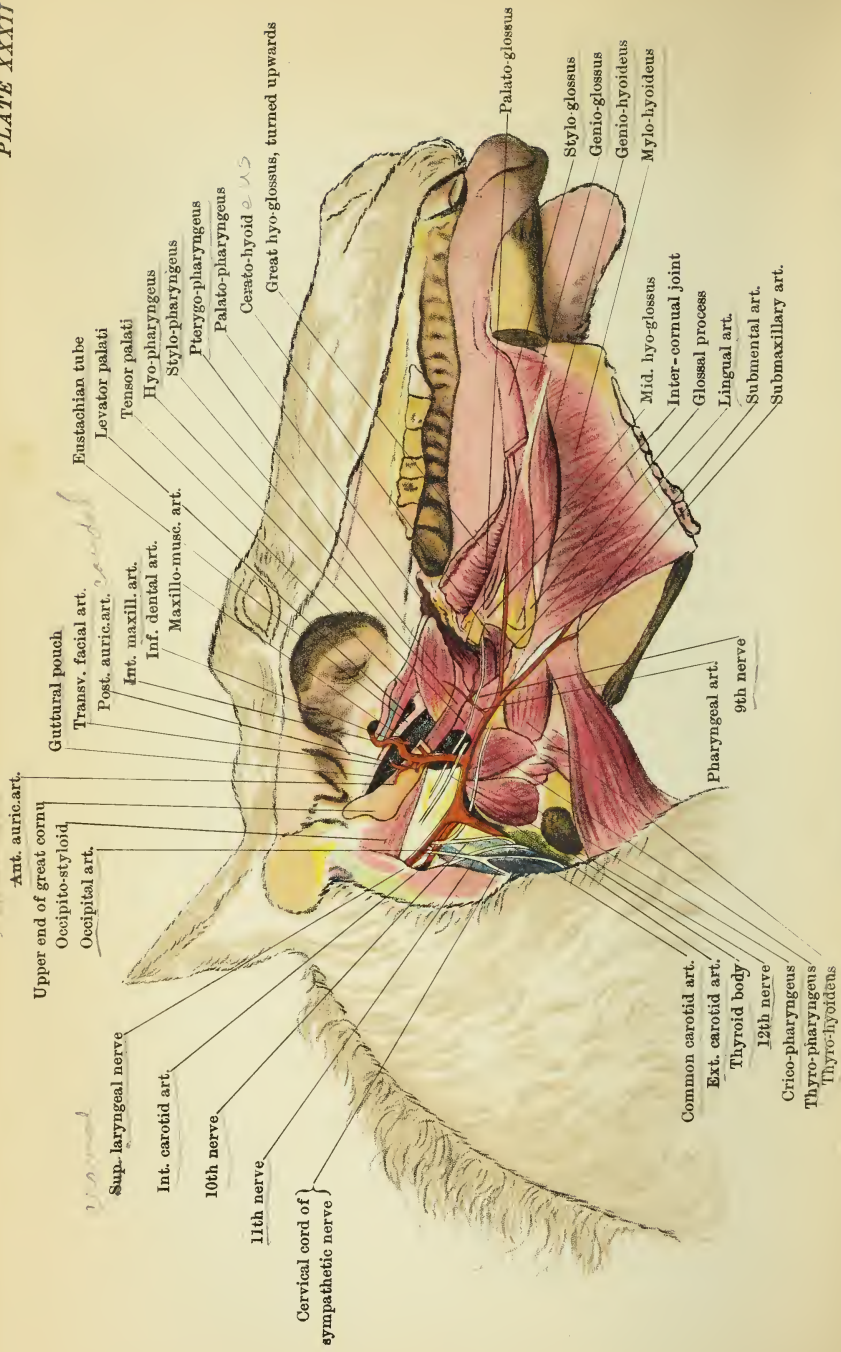 PLATE XXXII
Ant. auric. art.
Upper end of great cornu
Occipito-styloid
Occipital art.
Guttural pouch
Transv. facial art.
Post. auric. art.
Int. maxill. art.
Inf. dental art.
Maxillo-musc. art.
Eustachian tube
Levator palati
Tensor palati
Hyo-pharyngeus
Stylo-pharyngeus
Pterygo-pharyngeus
Palato-pharyngeus
Cerato-hyoid e us
Great hyo-glossus, turned upwards
Palato-glossus
Stylo-glossus
Genio-glossus
Genio-hyoideus
Mylo-hyoideus
Mid. hyo-glossus
Inter-cornual joint
Glossal process
Lingual art.
Submental art.
Submaxillary art.
9th nerve
Pharyngeal art.
Sup. laryngeal nerve
Int. carotid art.
10th nerve
11th nerve
Cervical cord of
sympathetic nerve
Common carotid art.
Ext. carotid art.
Thyroid body
12th nerve
Crico-pharyngeus
Thyro-pharyngeus
Thyro-hyoideus